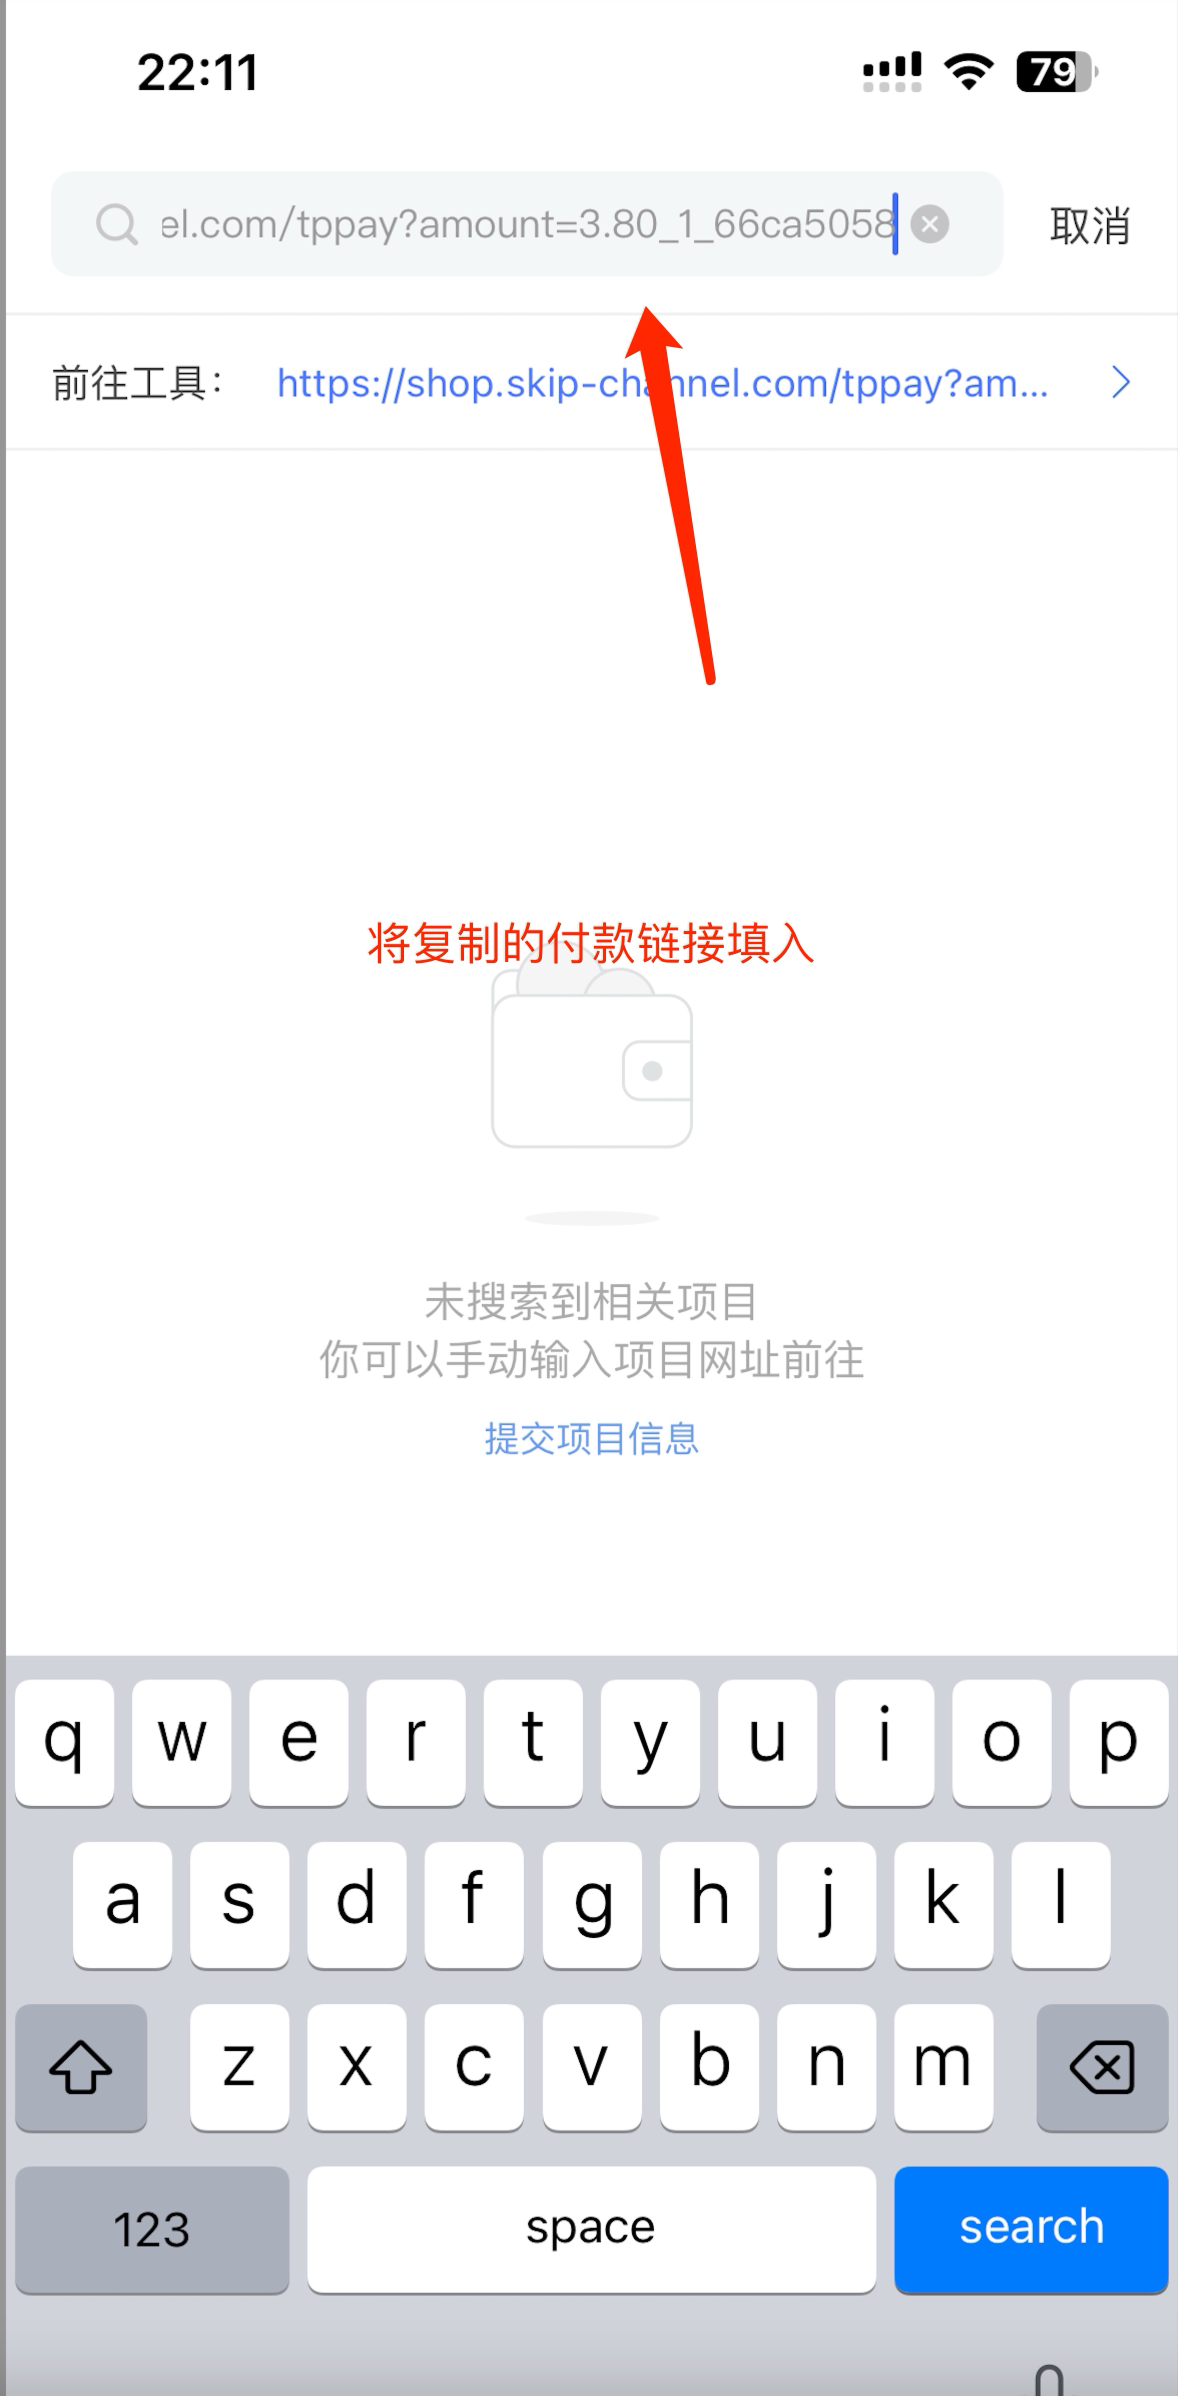 22:11
79
el.com/tppay?amount=3.80_1_66ca5058
取消
前往工具：
https://shop.skip-channel.com/tppay?am...
将复制的付款链接填入
未搜索到相关项目
你可以手动输入项目网址前往
提交项目信息
q w e r t y u i o p
a s d f g h j k l
z x c v b n m
123 space search